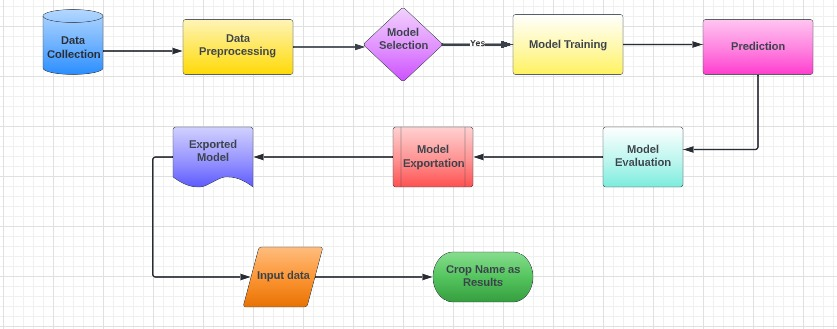 Data
Collection
Data
Preprocessing
Model
Selection
Yes
Model Training
Prediction
Exported
Model
Model
Exportation
Model
Evaluation
Input data
Crop Name as
Results